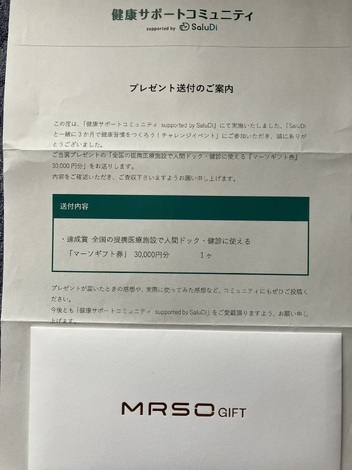 健康サポートコミュニティ
supported by SaluDi
プレゼント送付のご案内
この度は、「健康サポートコミュニティ supported by SaluDi」にて実施いたしました、「SaluDi
と一緒に3か月で健康習慣をつくろう！チャレンジイベント」にご参加いただき、誠にありが
とうございました。
ご当選プレゼントの「全国の提携医療施設で人間ドック・健診に使える『マーソギフト券』
30,000円分」をお送りします。
内容をご確認いただき、ご査収下さいますようお願い申し上げます。
送付内容
・達成賞 全国の提携医療施設で人間ドック・健診に使える
「マーソギフト券」 30,000円分 1ヶ
プレゼントが届いたときの感想や、実際に使ってみた感想など、コミュニティにもぜひご投稿く
ださい。
今後とも「健康サポートコミュニティ supported by SaluDi」をご愛顧賜りますよう、お願い申し
上げます。
MRSO GIFT